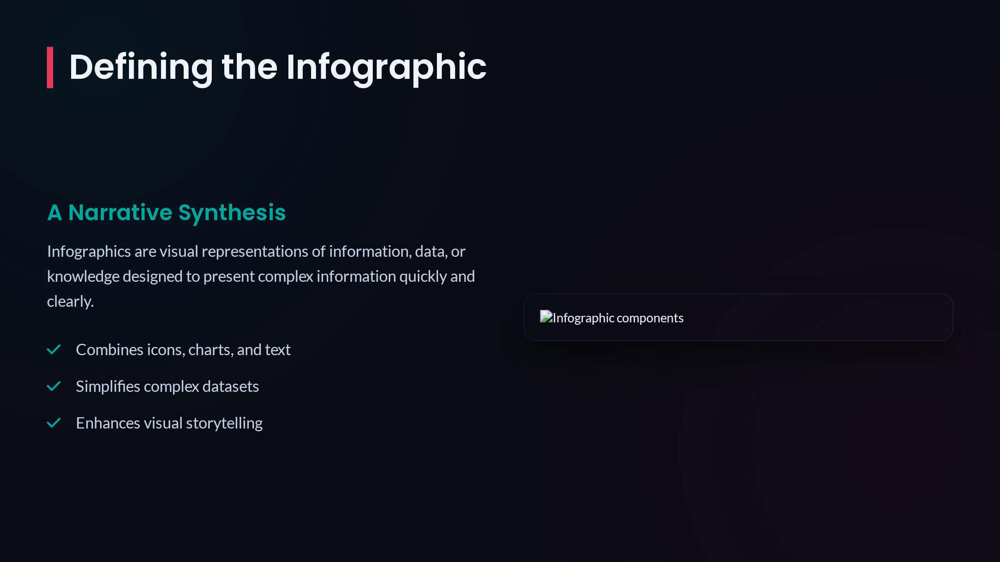 Defining the Infographic
A Narrative Synthesis
Infographics are visual representations of information, data, or
knowledge designed to present complex information quickly and
clearly.
Combines icons, charts, and text
Simplifies complex datasets
Enhances visual storytelling
Infographic components